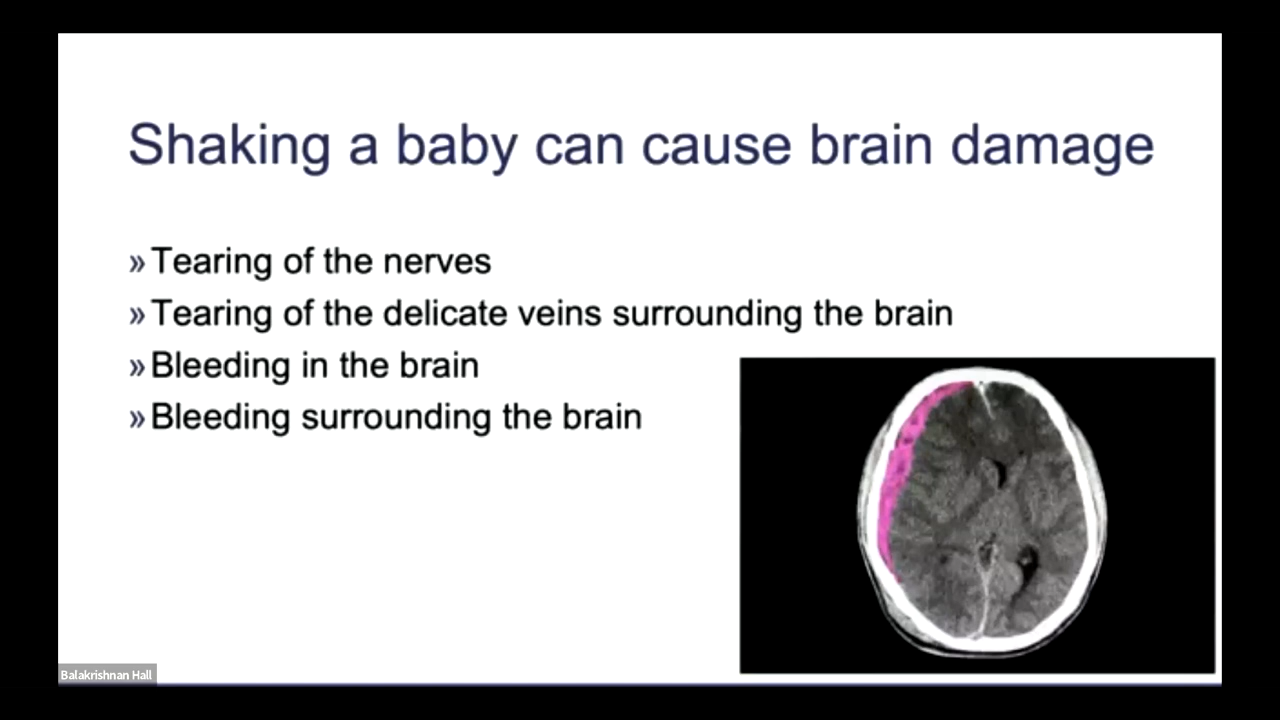 Shaking a baby can cause brain damage
» Tearing of the nerves
» Tearing of the delicate veins surrounding the brain
» Bleeding in the brain
» Bleeding surrounding the brain
Balakrishnan Hall